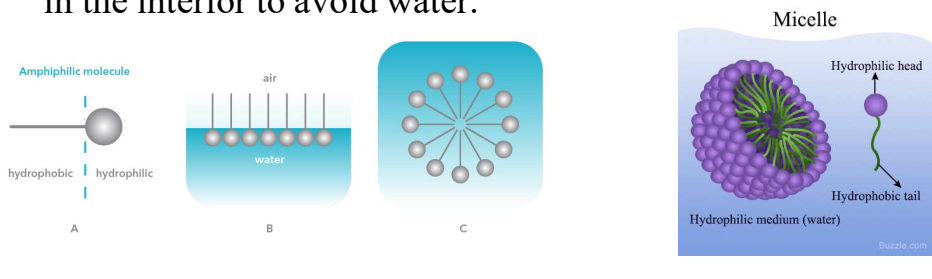 in the interior to avoid water.
Amphiphilic molecule
hydrophobic
hydrophilic
A
air
water
B
C
Micelle
Hydrophilic head
Hydrophobic tail
Hydrophilic medium (water)
Buzzle.com